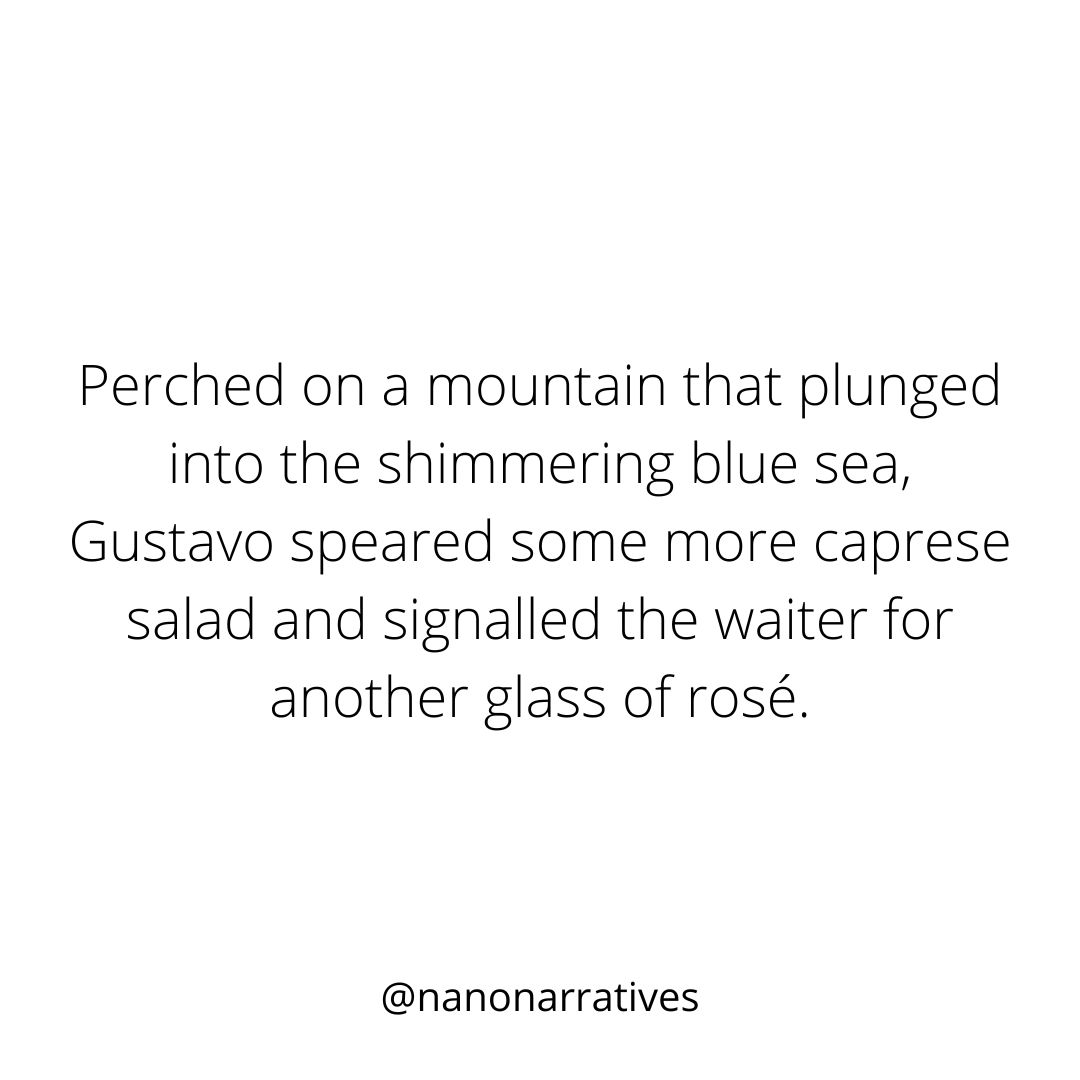 Perched on a mountain that plunged
into the shimmering blue sea,
Gustavo speared some more caprese
salad and signalled the waiter for
another glass of rosé.
@nanonarratives